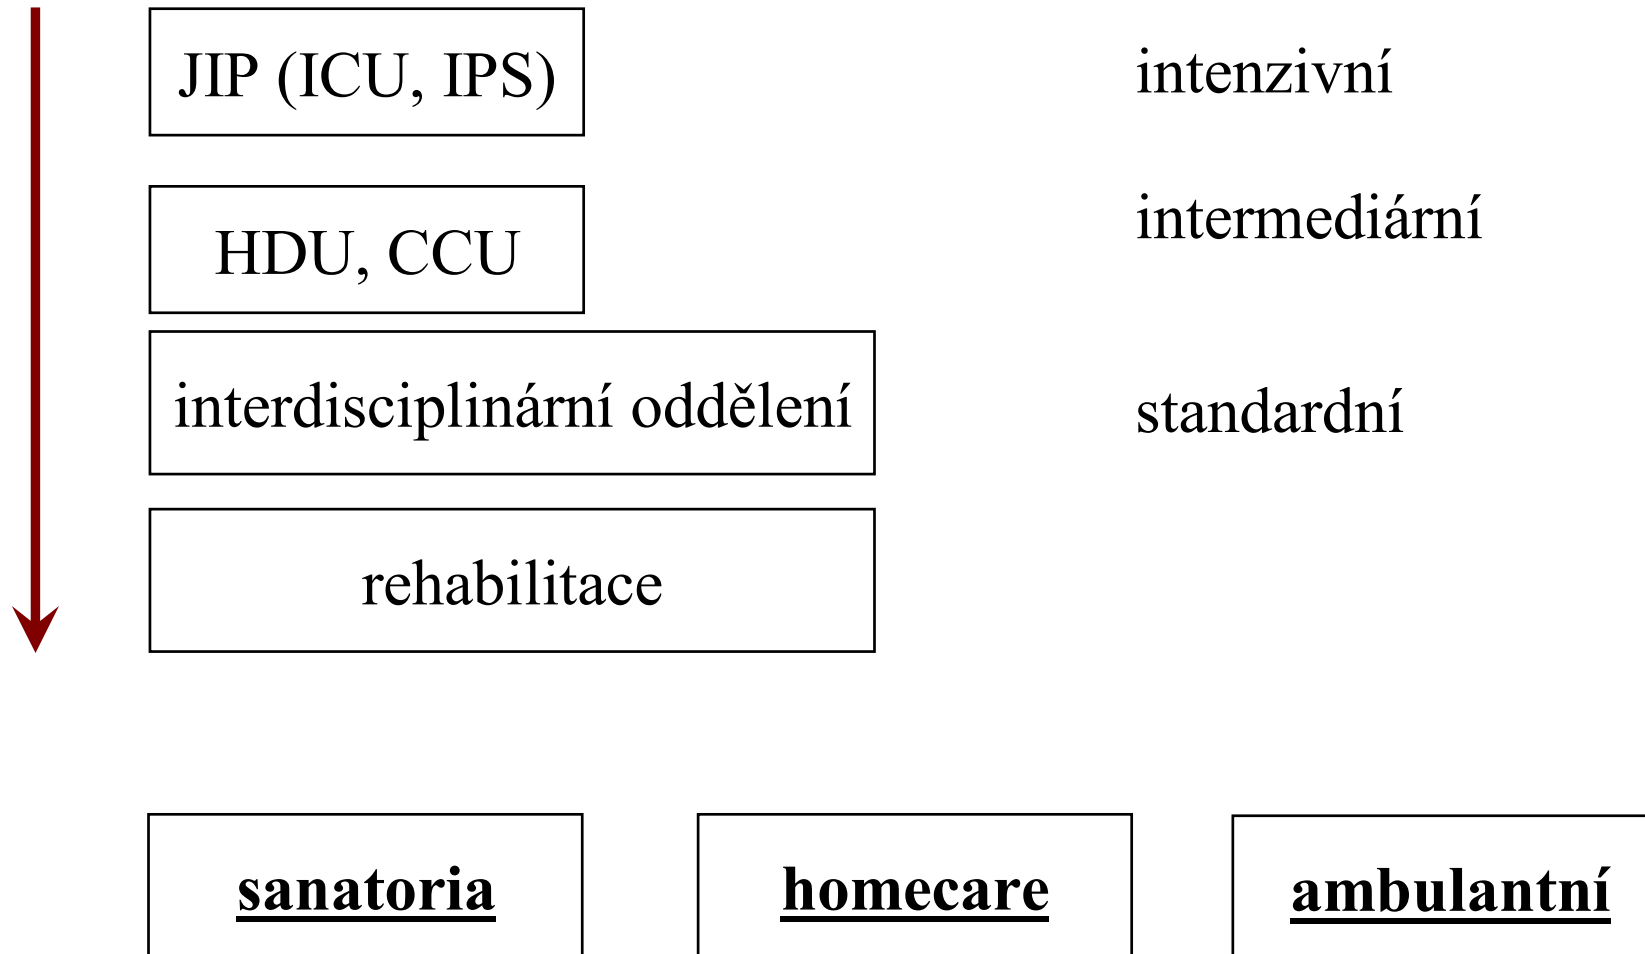 JIP (ICU, IPS)
intenzivní
HDU, CCU
intermediární
interdisciplinární oddělení
standardní
rehabilitace
sanatoria
homecare
ambulantní